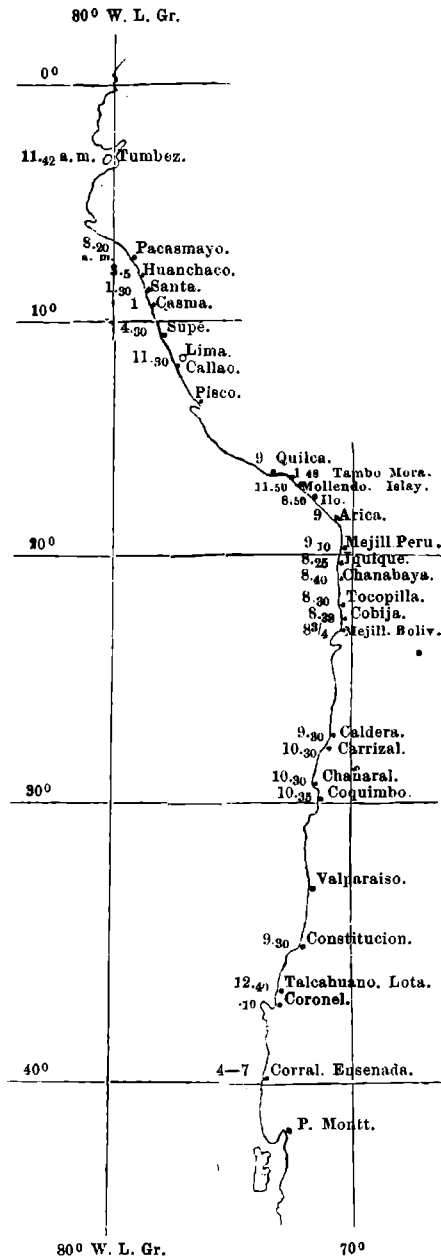 80° W. L. Gr.
0°
11.42 a.m. Tumbez.
8.20 a. m. Pacasmayo.
3.5 Huanchaco.
1.30 Santa.
1 Casma.
10°
4.30 Supé.
Lima.
11.30 Callao.
Pisco.
9 Quilca.
1 48 Tambo Mora.
11.50 Mollendo. Islay.
8.50 Ilo.
9 Arica.
9 10 Mejill Peru.
20°
8.25 Iquique.
8.40 Chanabaya.
8.30 Tocopilla.
8.38 Cobija.
8 3/4 Mejill. Boliv.
9.30 Caldera.
10.30 Carrizal.
10.30 Chañaral.
10.35 Coquimbo.
30°
Valparaiso.
9.30 Constitucion.
12.40 Talcahuano. Lota.
.10 Coronel.
4—7 Corral. Ensenada.
40°
P. Montt.
80° W. L. Gr.
70°